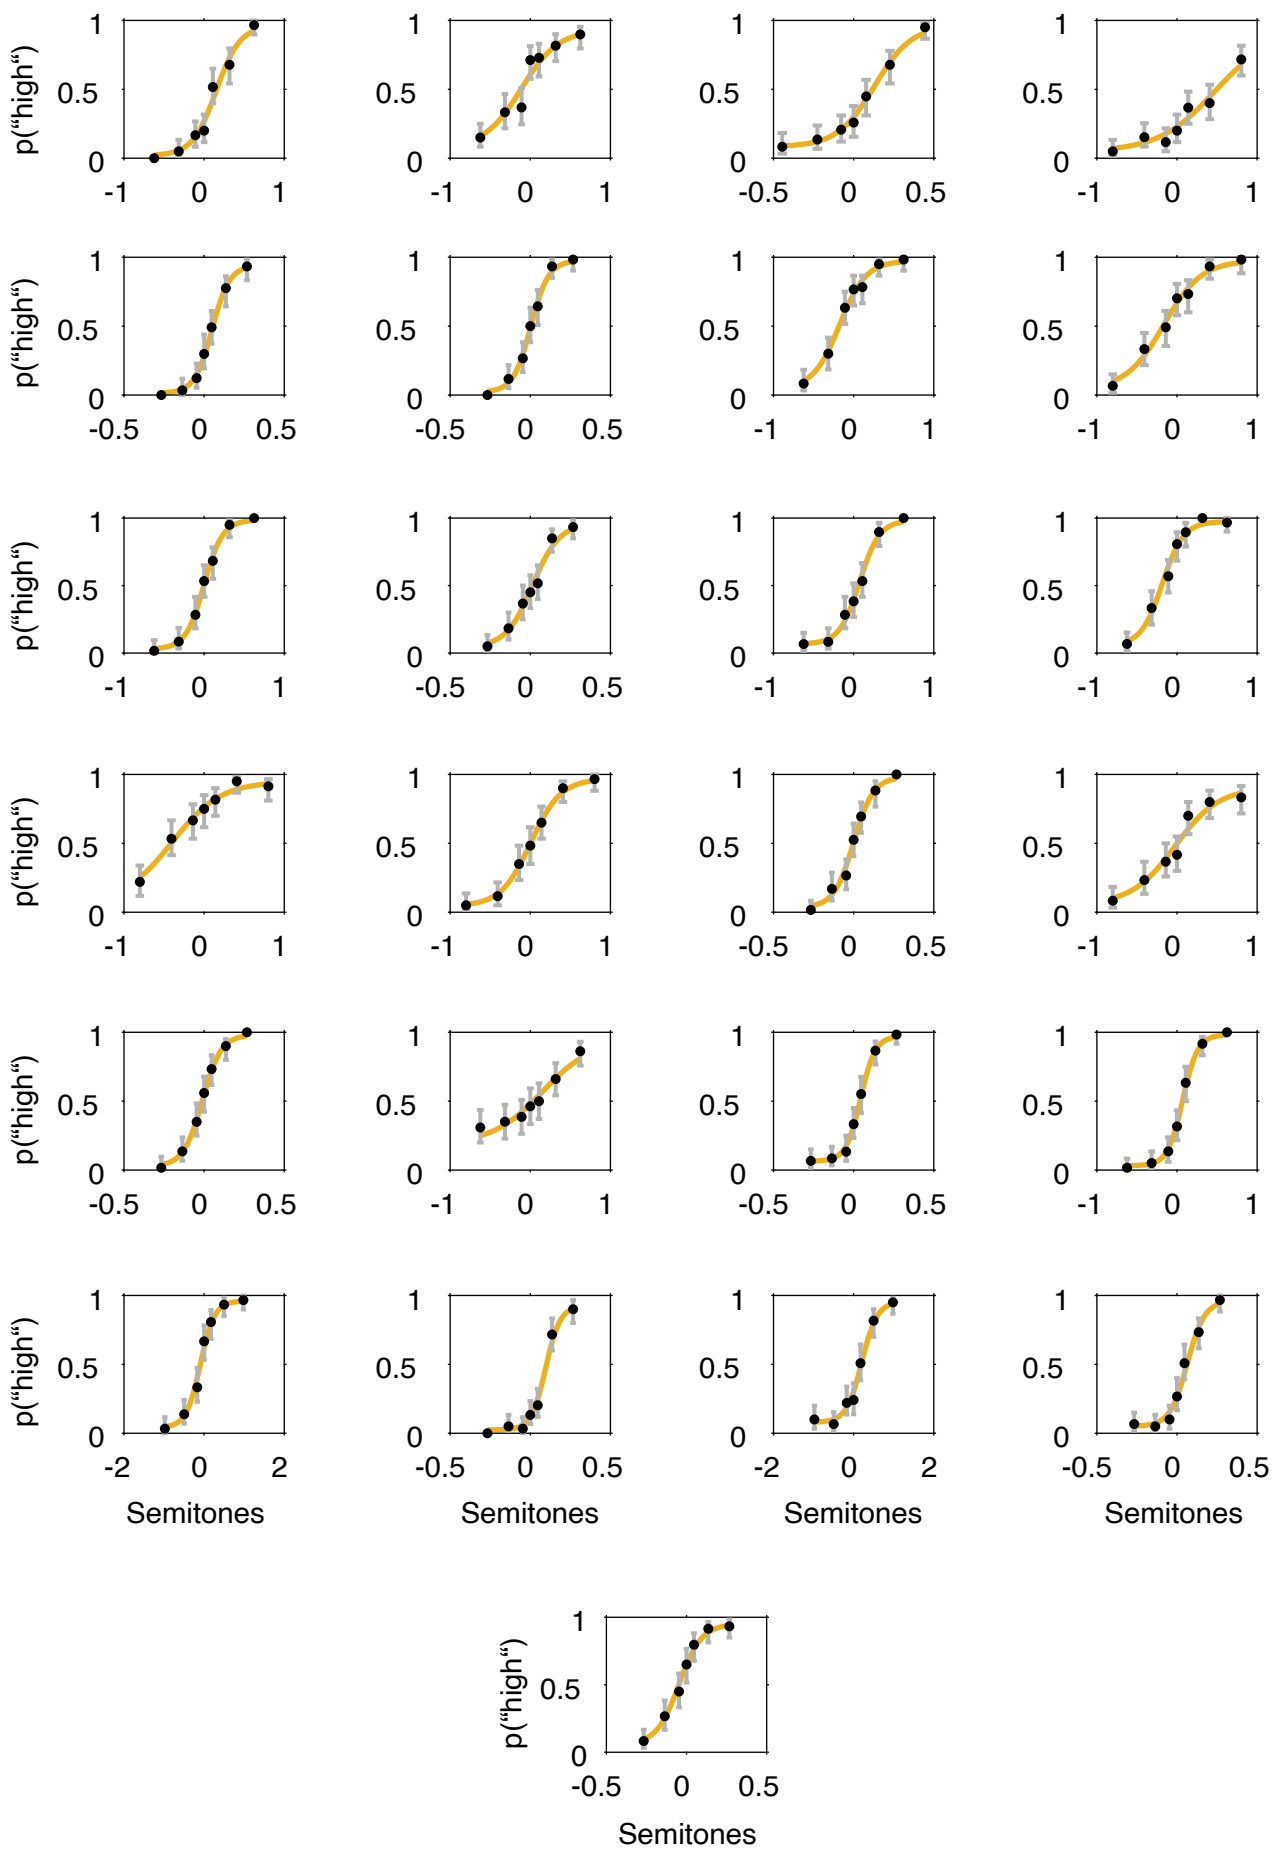 p(“high“)
1 1 1 1
0.5 0.5 0.5 0.5
0 0 0 0
-1 0 1 -1 0 1 -0.5 0 0.5 -1 0 1
p(“high“)
1 1 1 1
0.5 0.5 0.5 0.5
0 0 0 0
-0.5 0 0.5 -0.5 0 0.5 -1 0 1 -1 0 1
p(“high“)
1 1 1 1
0.5 0.5 0.5 0.5
0 0 0 0
-1 0 1 -0.5 0 0.5 -1 0 1 -1 0 1
p(“high“)
1 1 1 1
0.5 0.5 0.5 0.5
0 0 0 0
-1 0 1 -1 0 1 -0.5 0 0.5 -1 0 1
p(“high“)
1 1 1 1
0.5 0.5 0.5 0.5
0 0 0 0
-0.5 0 0.5 -1 0 1 -0.5 0 0.5 -1 0 1
p(“high“)
1 1 1 1
0.5 0.5 0.5 0.5
0 0 0 0
-2 0 2 -0.5 0 0.5 -2 0 2 -0.5 0 0.5
Semitones Semitones Semitones Semitones
p(“high“)
1
0.5
0
-0.5 0 0.5
Semitones